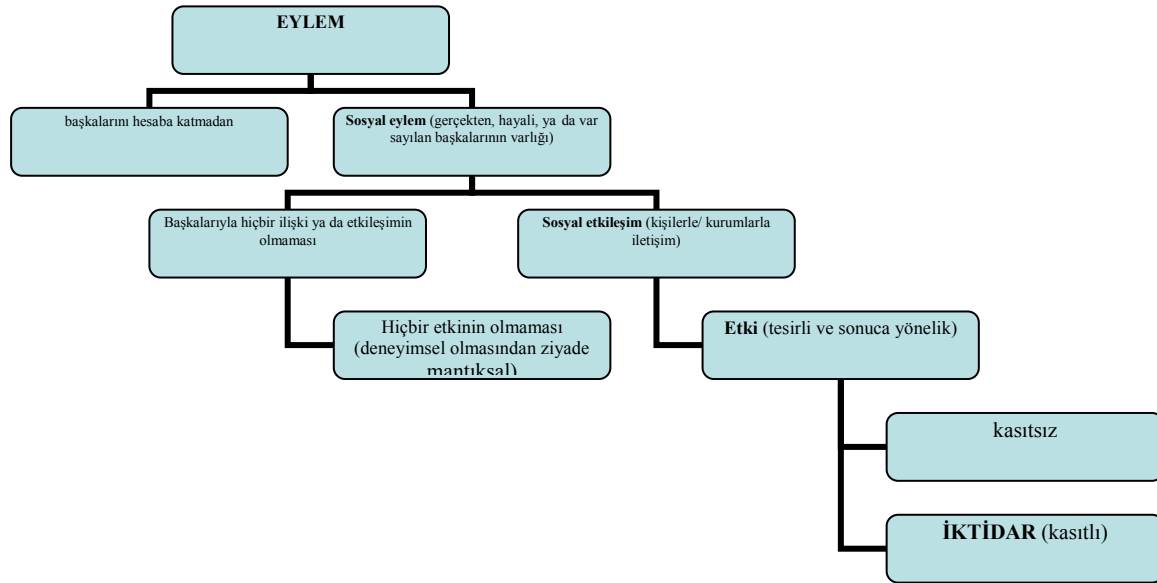 EYLEM
başkalarını hesaba katmadan
Sosyal eylem (gerçekten, hayali, ya da var
sayılan başkalarının varlığı)
Başkalarıyla hiçbir ilişki ya da etkileşimin
olmaması
Sosyal etkileşim (kişilerle/ kurumlarla
iletişim)
Hiçbir etkinin olmaması
(deneyimsel olmasından ziyade
mantıksal)
Etki (tesirli ve sonuca yönelik)
kasıtsız
İKTİDAR (kasıtlı)